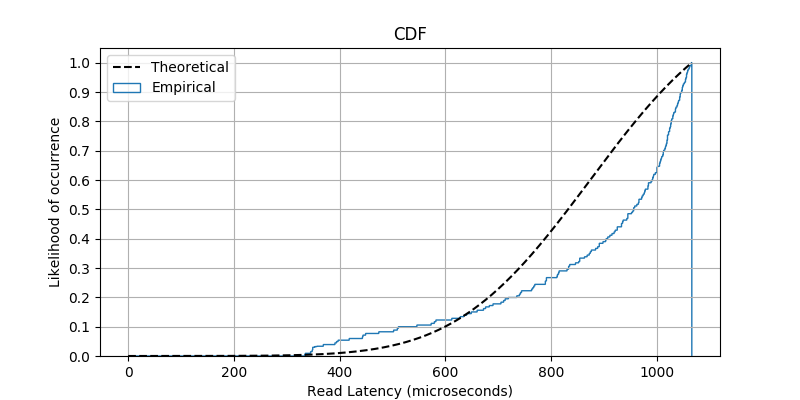 CDF
Theoretical
Empirical
Likelihood of occurrence
1.0
0.9
0.8
0.7
0.6
0.5
0.4
0.3
0.2
0.1
0.0
0 200 400 600 800 1000
Read Latency (microseconds)